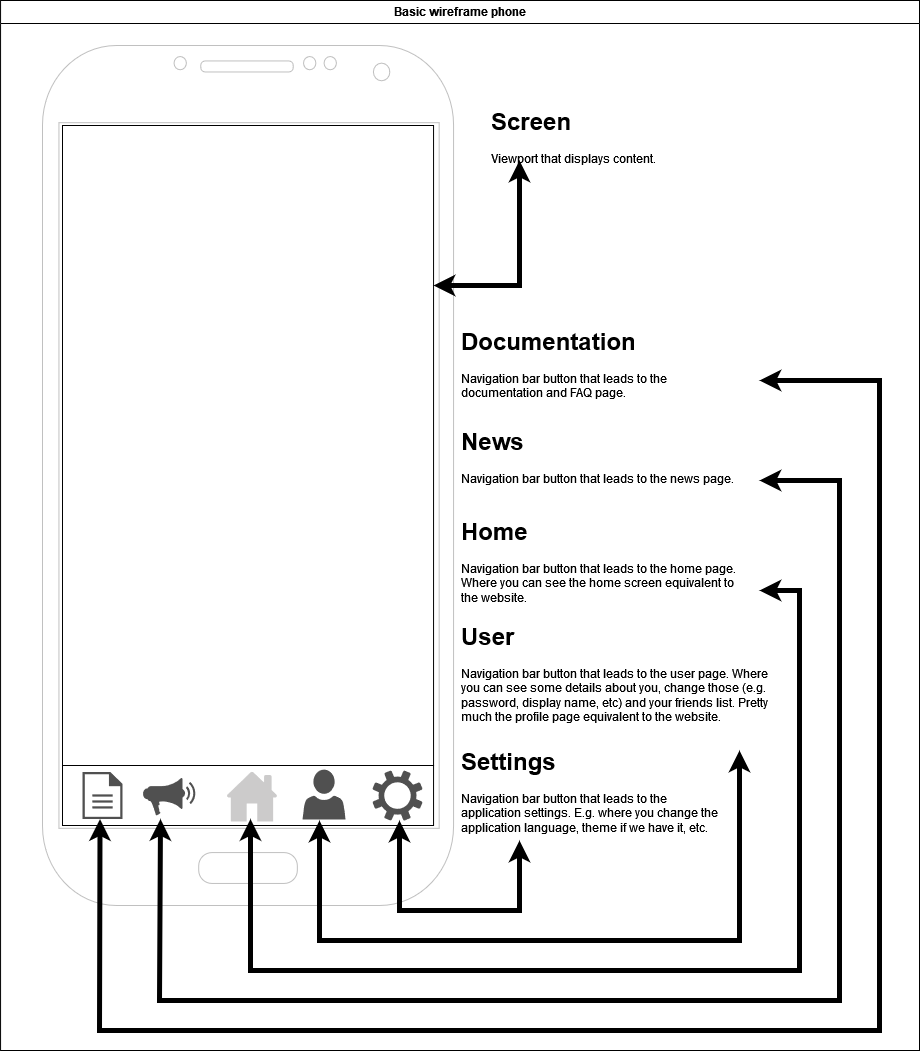 Basic wireframe phone
Screen
Viewport that displays content.
Documentation
Navigation bar button that leads to the
documentation and FAQ page.
News
Navigation bar button that leads to the news page.
Home
Navigation bar button that leads to the home page.
Where you can see the home screen equivalent to
the website.
User
Navigation bar button that leads to the user page. Where
you can see some details about you, change those (e.g.
password, display name, etc) and your friends list. Pretty
much the profile page equivalent to the website.
Settings
Navigation bar button that leads to the
application settings. E.g. where you change the
application language, theme if we have it, etc.